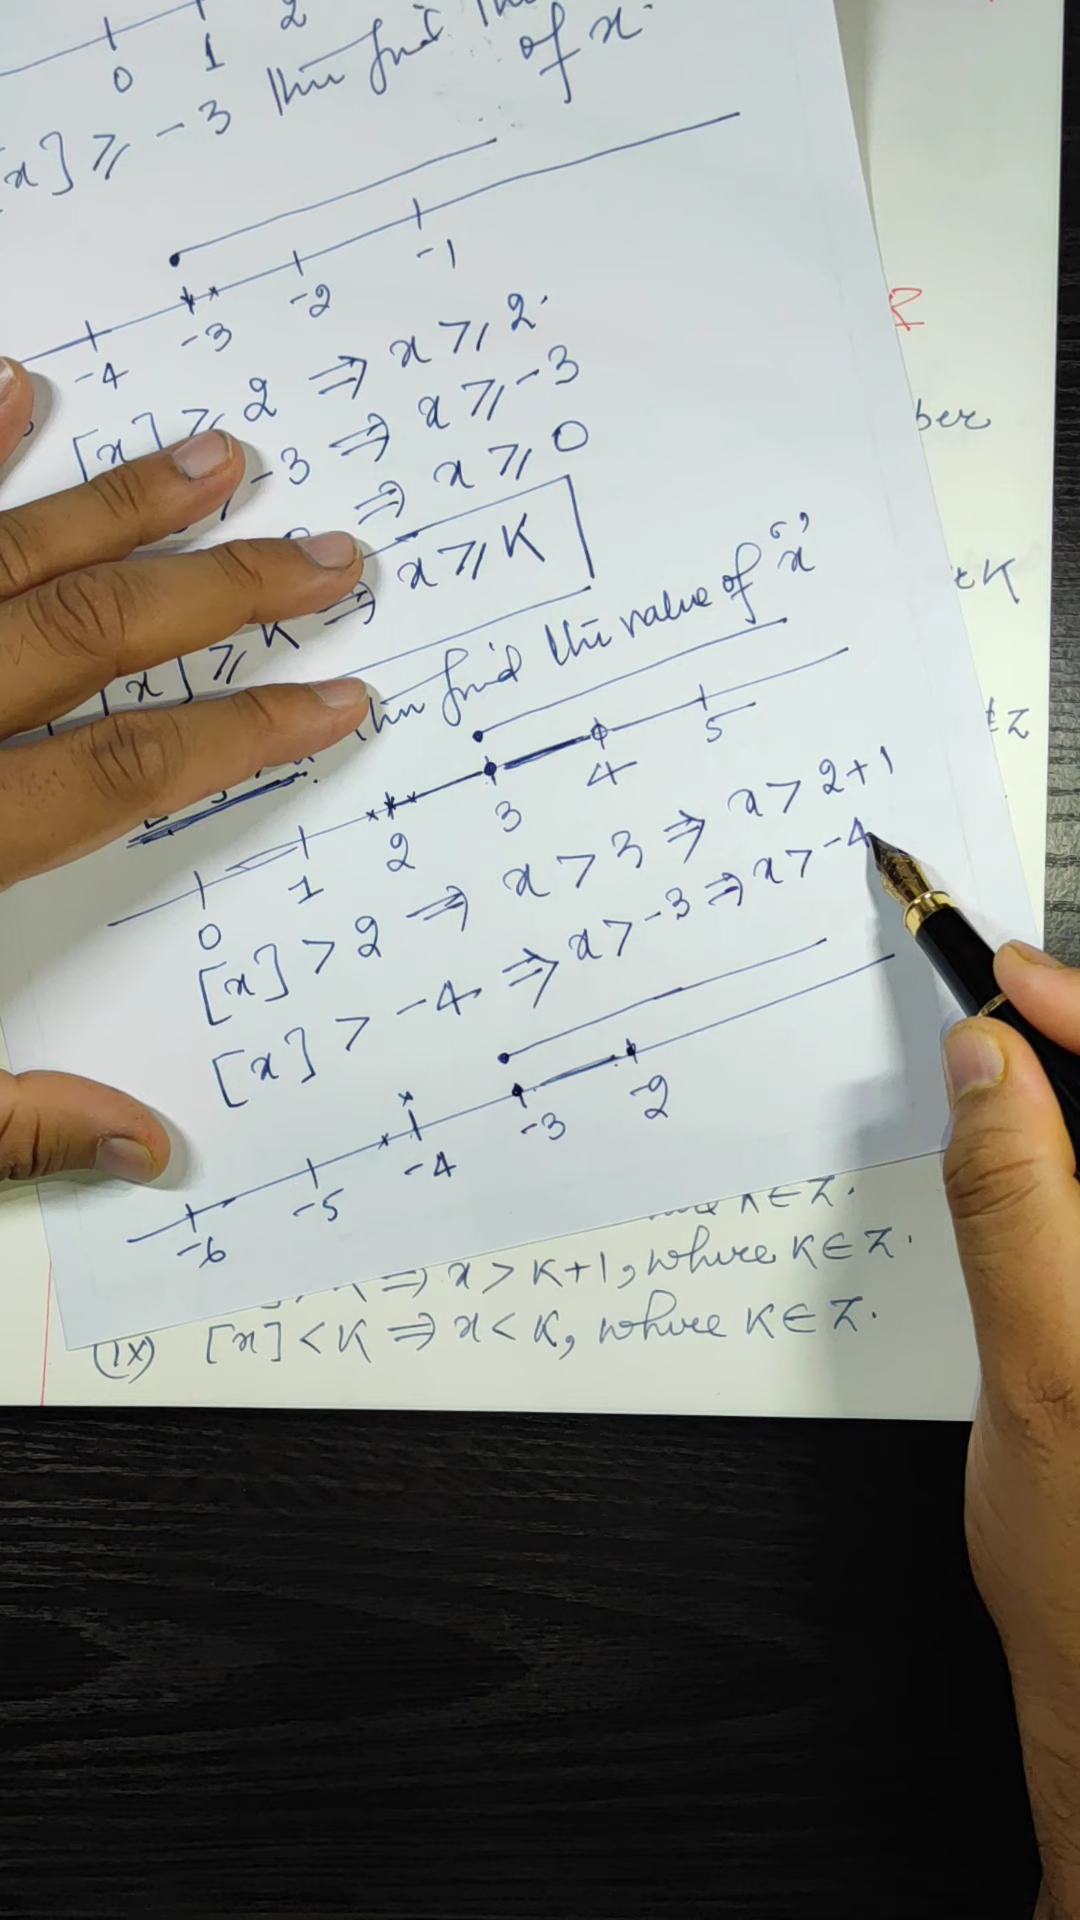 2
0 1
[x] ⩾ -3 then find the
of x.
-4 -3 -2 -1
[x] ⩾ 2 ⇒ x ⩾ 2.
-3 ⇒ x ⩾ -3
⇒ x ⩾ 0
[x] ⩾ K ⇒ x ⩾ K
then find the value of "x"
0 1 2 3 4 5
[x] > 2 ⇒ x > 3 ⇒ x > 2+1
[x] > -4 ⇒ x > -3 ⇒ x > -4
-6 -5 -4 -3 -2
R
ber
K
Z
K ∈ Z.
⇒ x > K+1, where K ∈ Z.
(ix) [x] < K ⇒ x < K, where K ∈ Z.